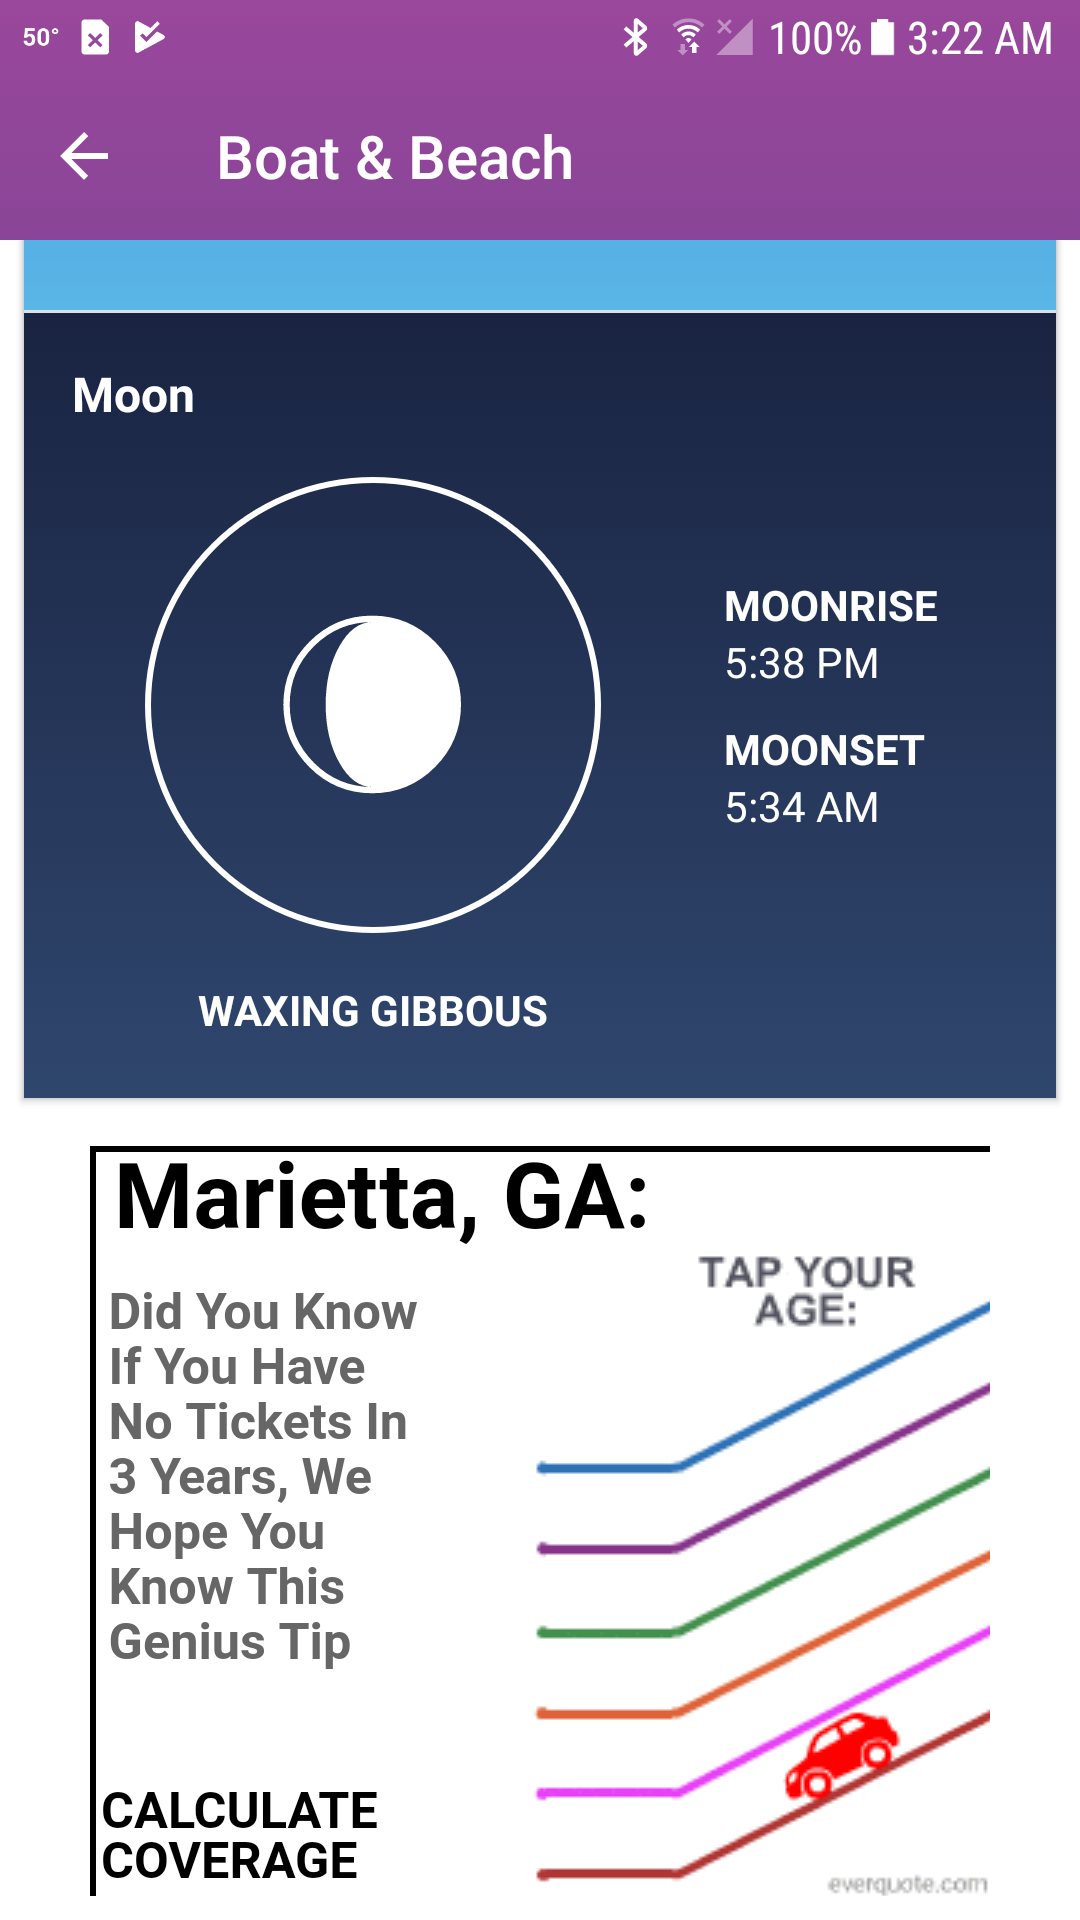 50° 100% 3:22 AM
Boat & Beach
Moon
MOONRISE
5:38 PM
MOONSET
5:34 AM
WAXING GIBBOUS
Marietta, GA:
TAP YOUR
AGE:
Did You Know
If You Have
No Tickets In
3 Years, We
Hope You
Know This
Genius Tip
CALCULATE
COVERAGE
everquote.com